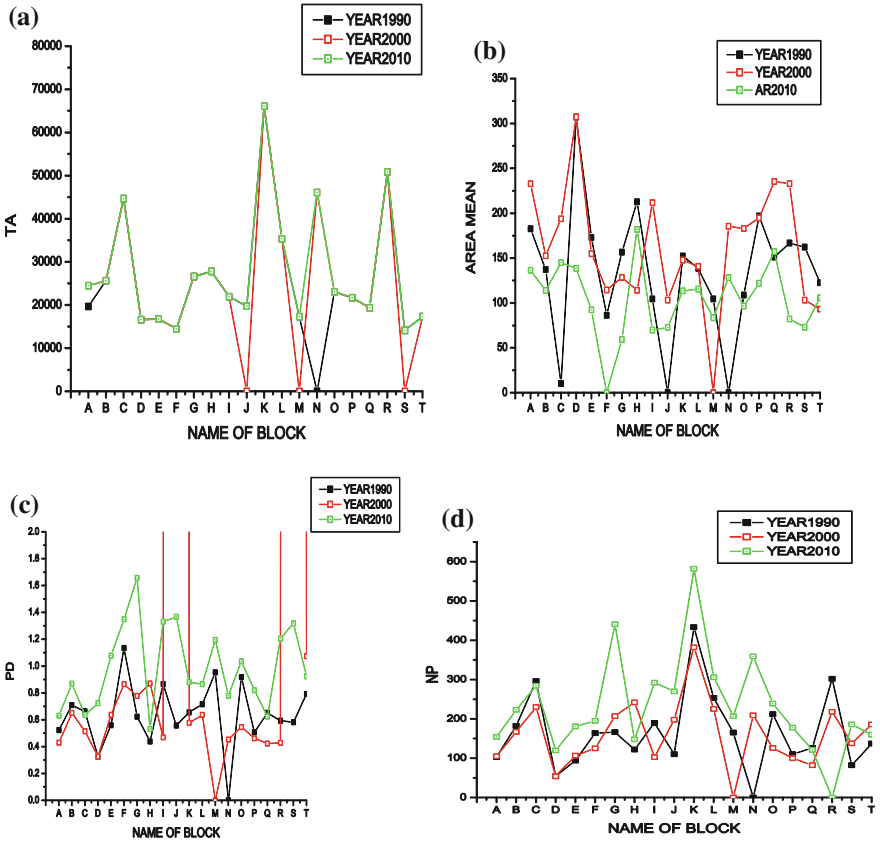 (a)
YEAR1990
YEAR2000
YEAR2010
80000
70000
60000
50000
40000
30000
20000
10000
0
TA
A B C D E F G H I J K L M N O P Q R S T
NAME OF BLOCK
(b)
YEAR1990
YEAR2000
AR2010
350
300
250
200
150
100
50
0
AREA MEAN
A B C D E F G H I J K L M N O P Q R S T
NAME OF BLOCK
(c)
YEAR1990
YEAR2000
YEAR2010
2.0
1.8
1.6
1.4
1.2
1.0
0.8
0.6
0.4
0.2
0.0
PD
A B C D E F G H I J K L M N O P Q R S T
NAME OF BLOCK
(d)
YEAR1990
YEAR2000
YEAR2010
600
500
400
300
200
100
0
NP
A B C D E F G H I J K L M N O P Q R S T
NAME OF BLOCK